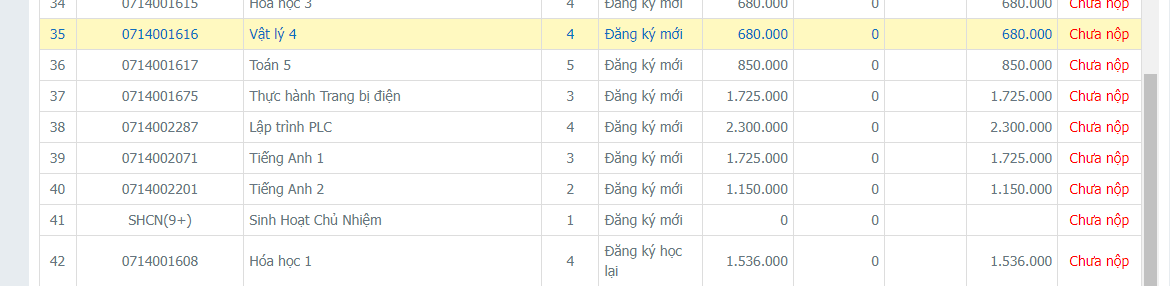 34 0714001615 Hóa học 3 4 Đăng ký mới 680.000 0 680.000 Chưa nộp
35 0714001616 Vật lý 4 4 Đăng ký mới 680.000 0 680.000 Chưa nộp
36 0714001617 Toán 5 5 Đăng ký mới 850.000 0 850.000 Chưa nộp
37 0714001675 Thực hành Trang bị điện 3 Đăng ký mới 1.725.000 0 1.725.000 Chưa nộp
38 0714002287 Lập trình PLC 4 Đăng ký mới 2.300.000 0 2.300.000 Chưa nộp
39 0714002071 Tiếng Anh 1 3 Đăng ký mới 1.725.000 0 1.725.000 Chưa nộp
40 0714002201 Tiếng Anh 2 2 Đăng ký mới 1.150.000 0 1.150.000 Chưa nộp
41 SHCN(9+) Sinh Hoạt Chủ Nhiệm 1 Đăng ký mới 0 0 Chưa nộp
42 0714001608 Hóa học 1 4 Đăng ký học lại 1.536.000 0 1.536.000 Chưa nộp